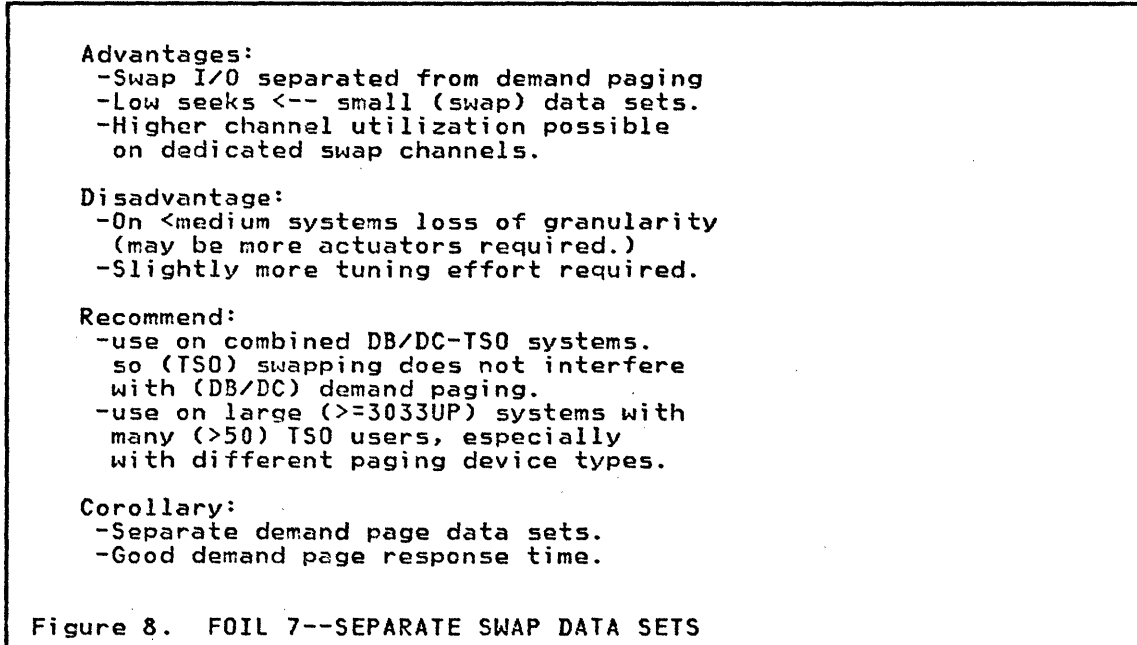 Advantages:
-Swap I/O separated from demand paging
-Low seeks <-- small (swap) data sets.
-Higher channel utilization possible
on dedicated swap channels.
Disadvantage:
-On <medium systems loss of granularity
(may be more actuators required.)
-Slightly more tuning effort required.
Recommend:
-use on combined DB/DC-TSO systems.
so (TSO) swapping does not interfere
with (DB/DC) demand paging.
-use on large (>=3033UP) systems with
many (>50) TSO users, especially
with different paging device types.
Corollary:
-Separate demand page data sets.
-Good demand page response time.
Figure 8. FOIL 7--SEPARATE SWAP DATA SETS